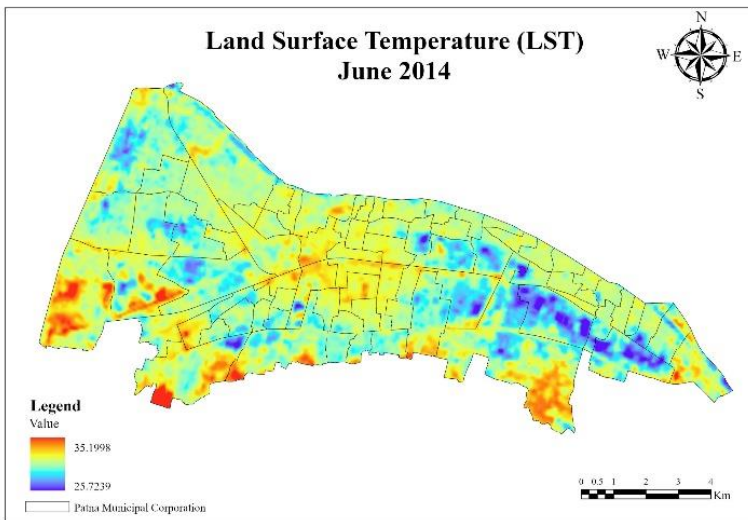 Land Surface Temperature (LST)
June 2014
N
W E
S
Legend
Value
35.1998
25.7239
Patna Municipal Corporation
0 0.5 1 2 3 4
Km